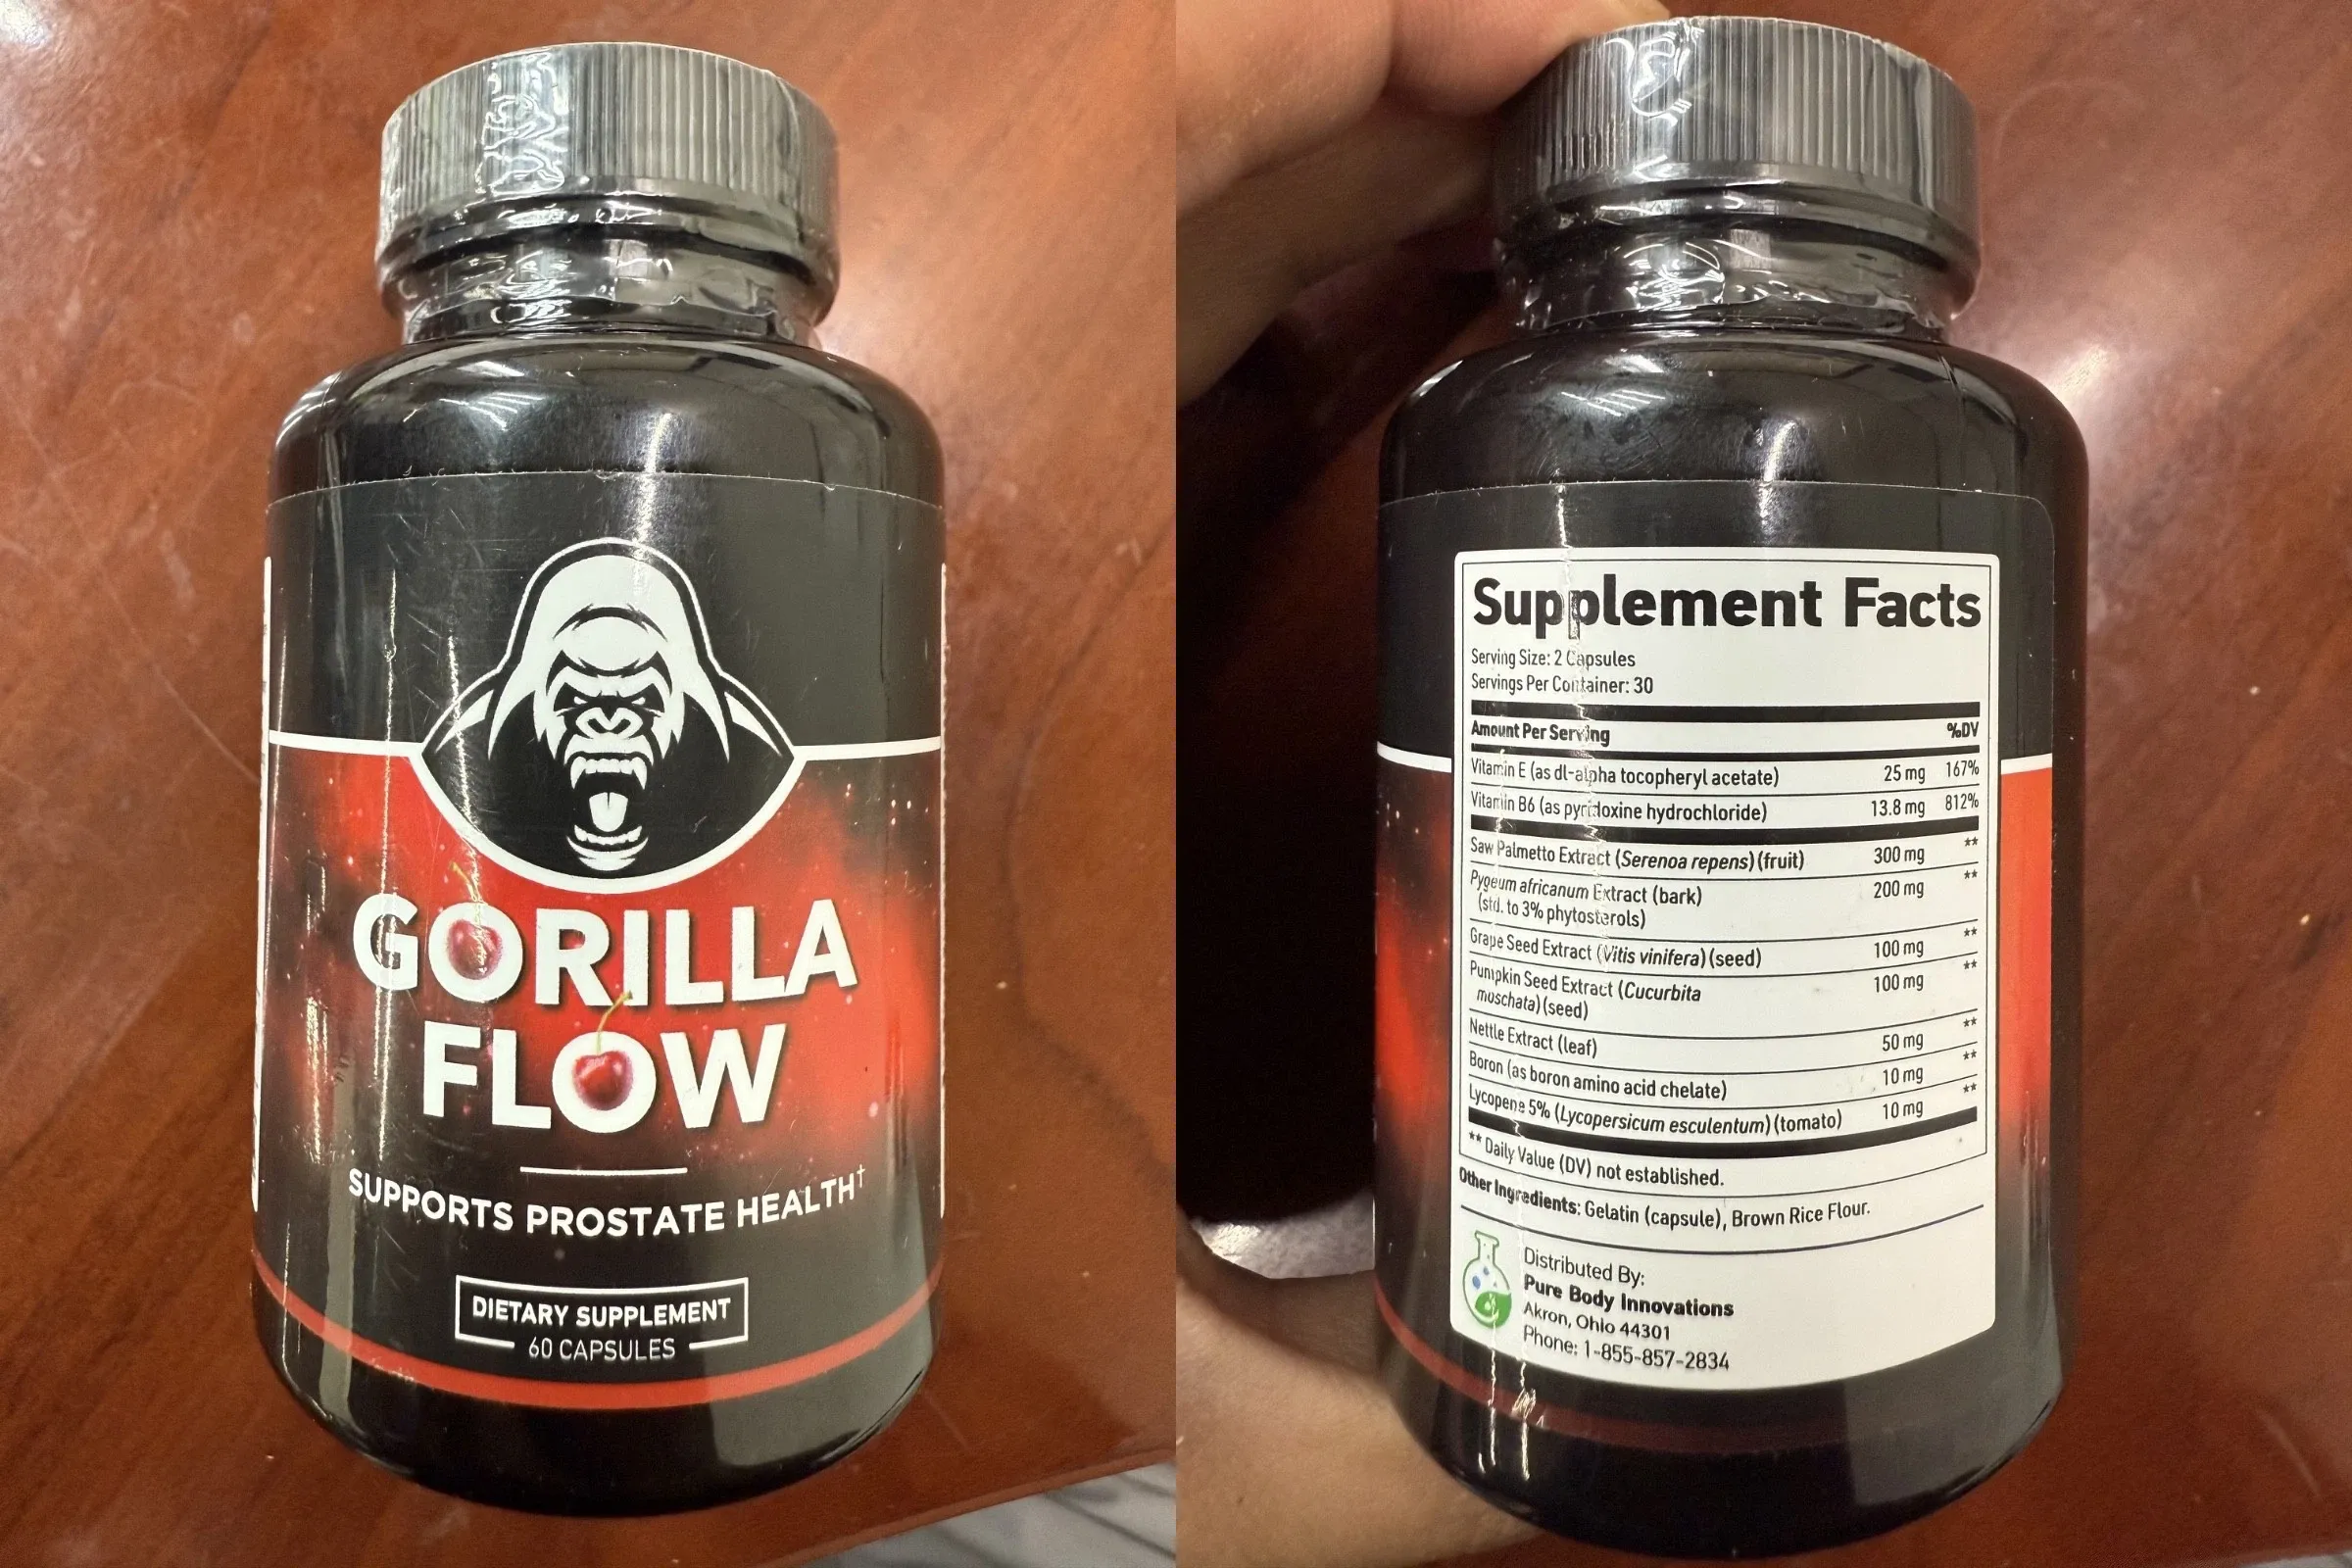 GORILLA
FLOW
SUPPORTS PROSTATE HEALTH†
DIETARY SUPPLEMENT
60 CAPSULES
Supplement Facts
Serving Size: 2 Capsules
Servings Per Container: 30
Amount Per Serving %DV
Vitamin E (as dl-alpha tocopheryl acetate) 25 mg 167%
Vitamin B6 (as pyridoxine hydrochloride) 13.8 mg 812%
Saw Palmetto Extract (Serenoa repens) (fruit) 300 mg **
Pygeum africanum Extract (bark) 200 mg **
(std. to 3% phytosterols)
Grape Seed Extract (Vitis vinifera) (seed) 100 mg **
Pumpkin Seed Extract (Cucurbita 100 mg **
moschata) (seed)
Nettle Extract (leaf) 50 mg **
Boron (as boron amino acid chelate) 10 mg **
Lycopene 5% (Lycopersicum esculentum) (tomato) 10 mg **
** Daily Value (DV) not established.
Other Ingredients: Gelatin (capsule), Brown Rice Flour.
Distributed By:
Pure Body Innovations
Akron, Ohio 44301
Phone: 1-855-857-2834